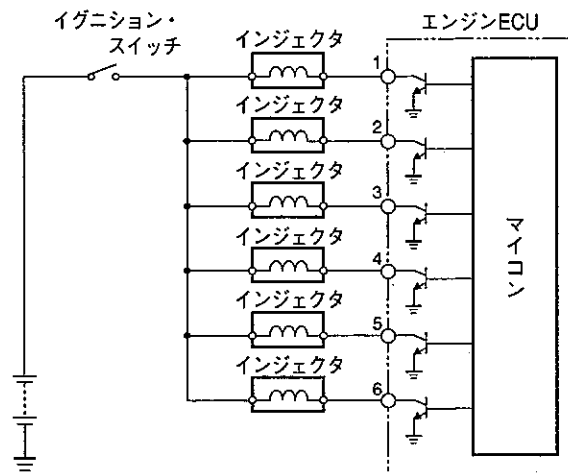 イグニション・
スイッチ
エンジンECU
インジェクタ
1
インジェクタ
2
インジェクタ
3
インジェクタ
4
インジェクタ
5
インジェクタ
6
マイコン